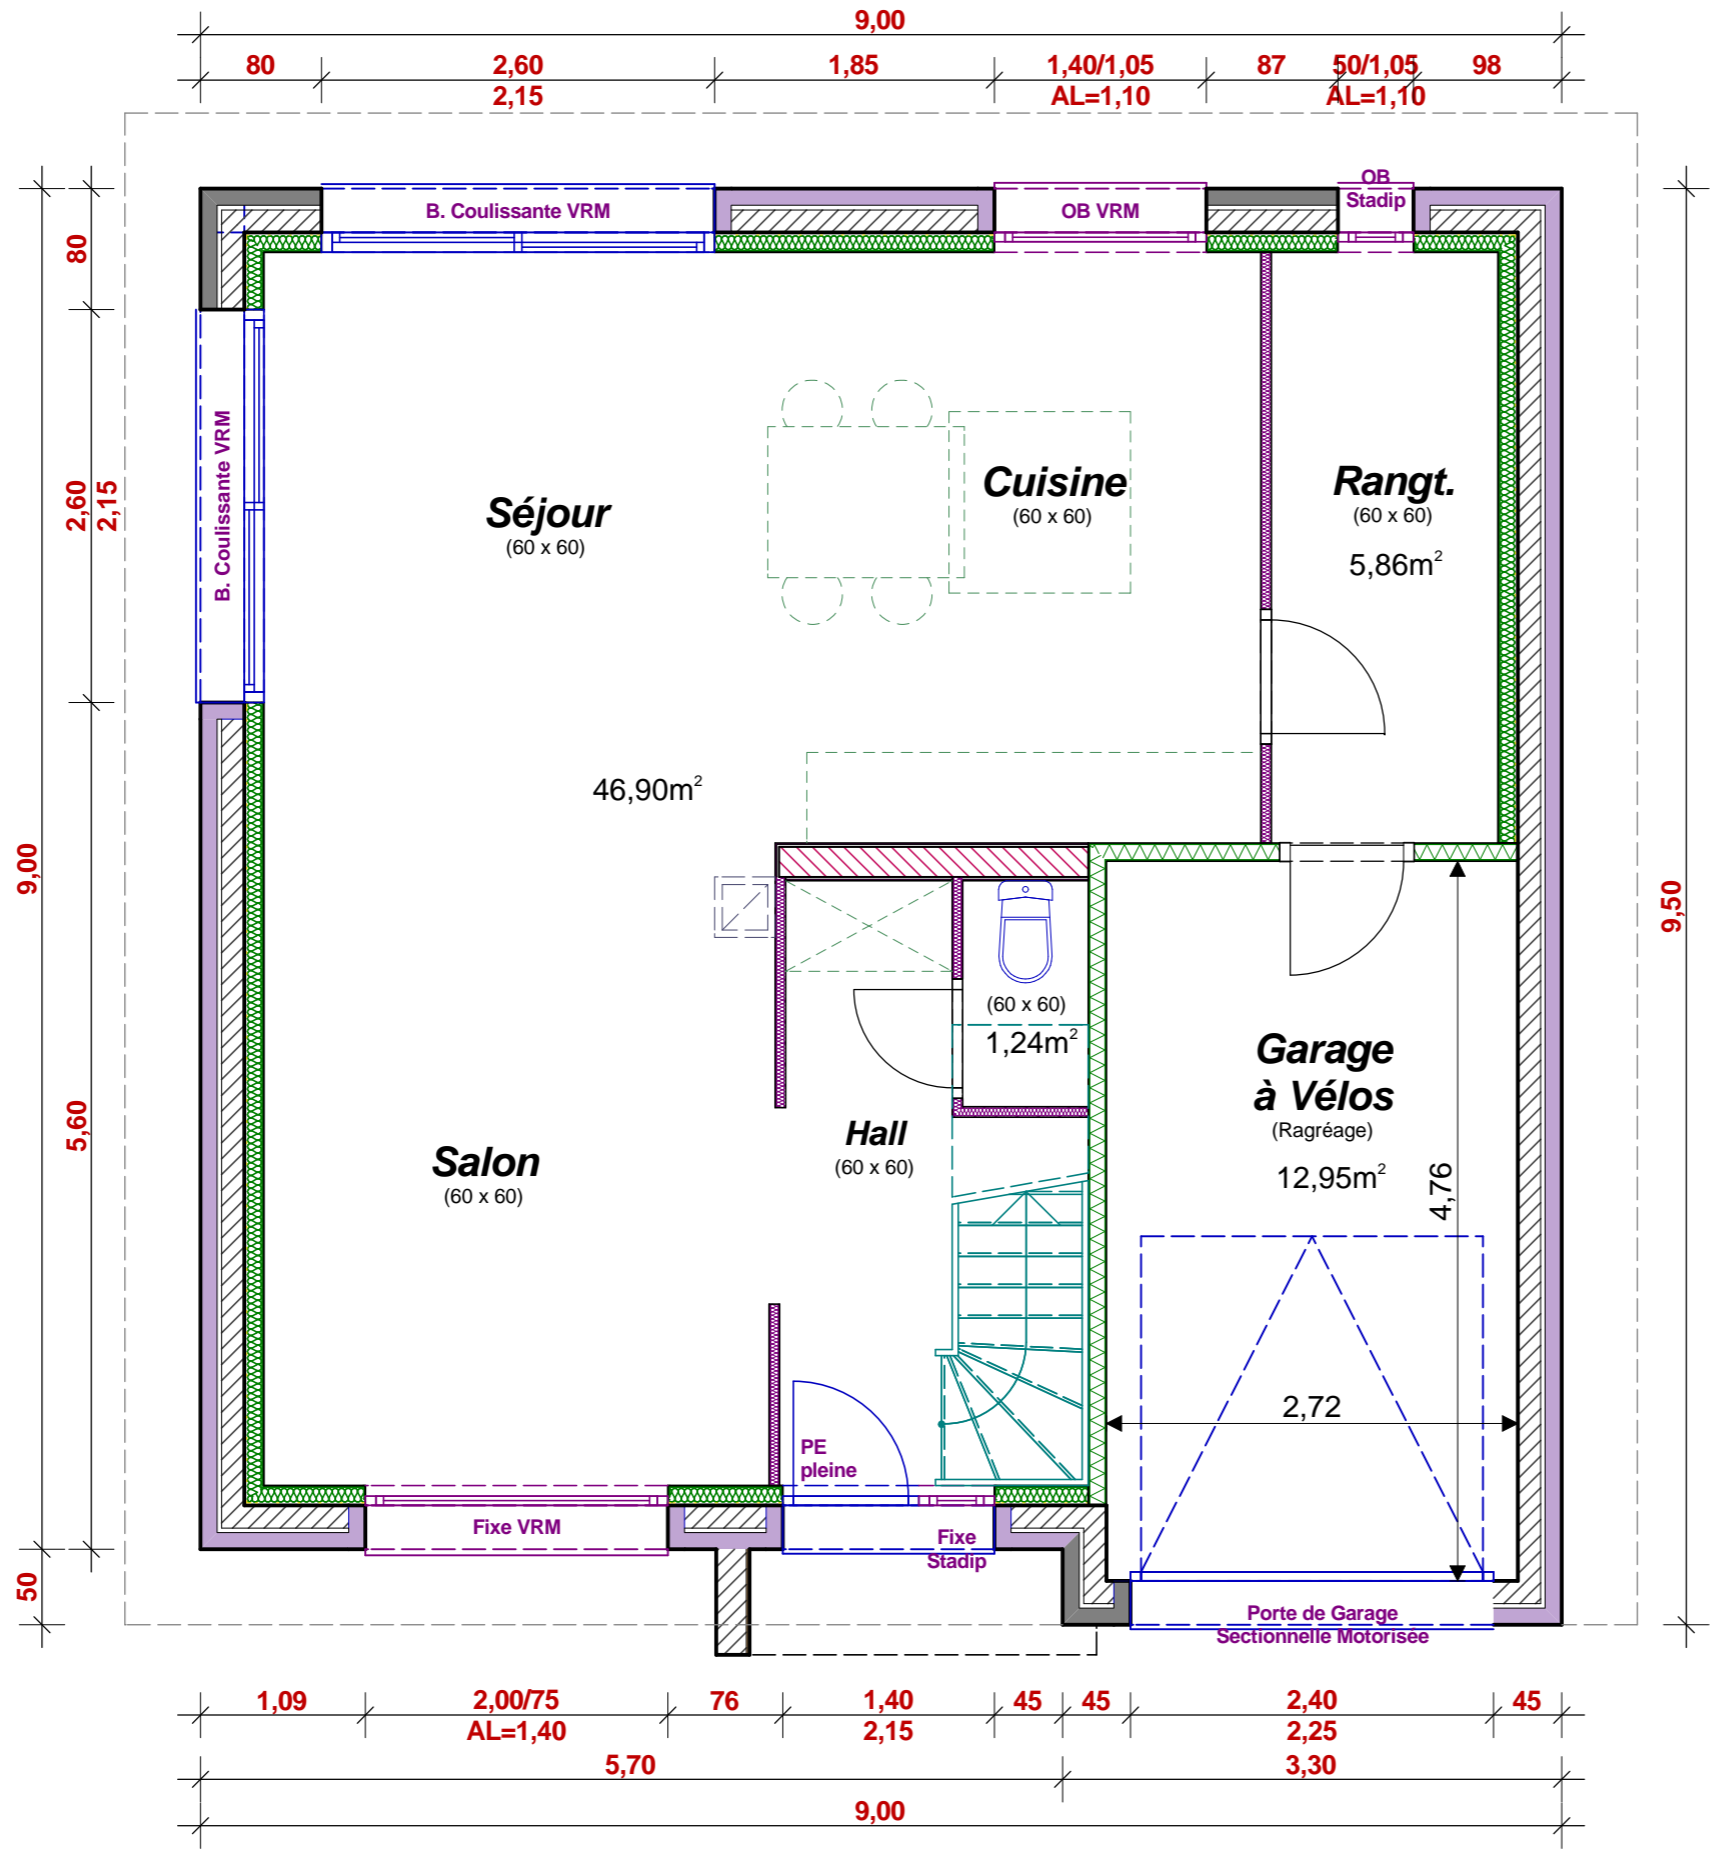 9,00
80
2,60
1,85
1,40/1,05
87
50/1,05
98
2,15
AL=1,10
AL=1,10
B. Coulissante VRM
OB VRM
OB
Stadip
80
2,60
2,15
B. Coulissante VRM
9,00
5,60
50
9,50
Séjour
(60 x 60)
Cuisine
(60 x 60)
Rangt.
(60 x 60)
5,86m²
46,90m²
(60 x 60)
1,24m²
Garage
à Vélos
(Ragréage)
12,95m²
4,76
2,72
Hall
(60 x 60)
Salon
(60 x 60)
PE
pleine
Fixe VRM
Fixe
Stadip
Porte de Garage
Sectionnelle Motorisée
1,09
2,00/75
76
1,40
45
45
2,40
45
AL=1,40
2,15
2,25
5,70
3,30
9,00